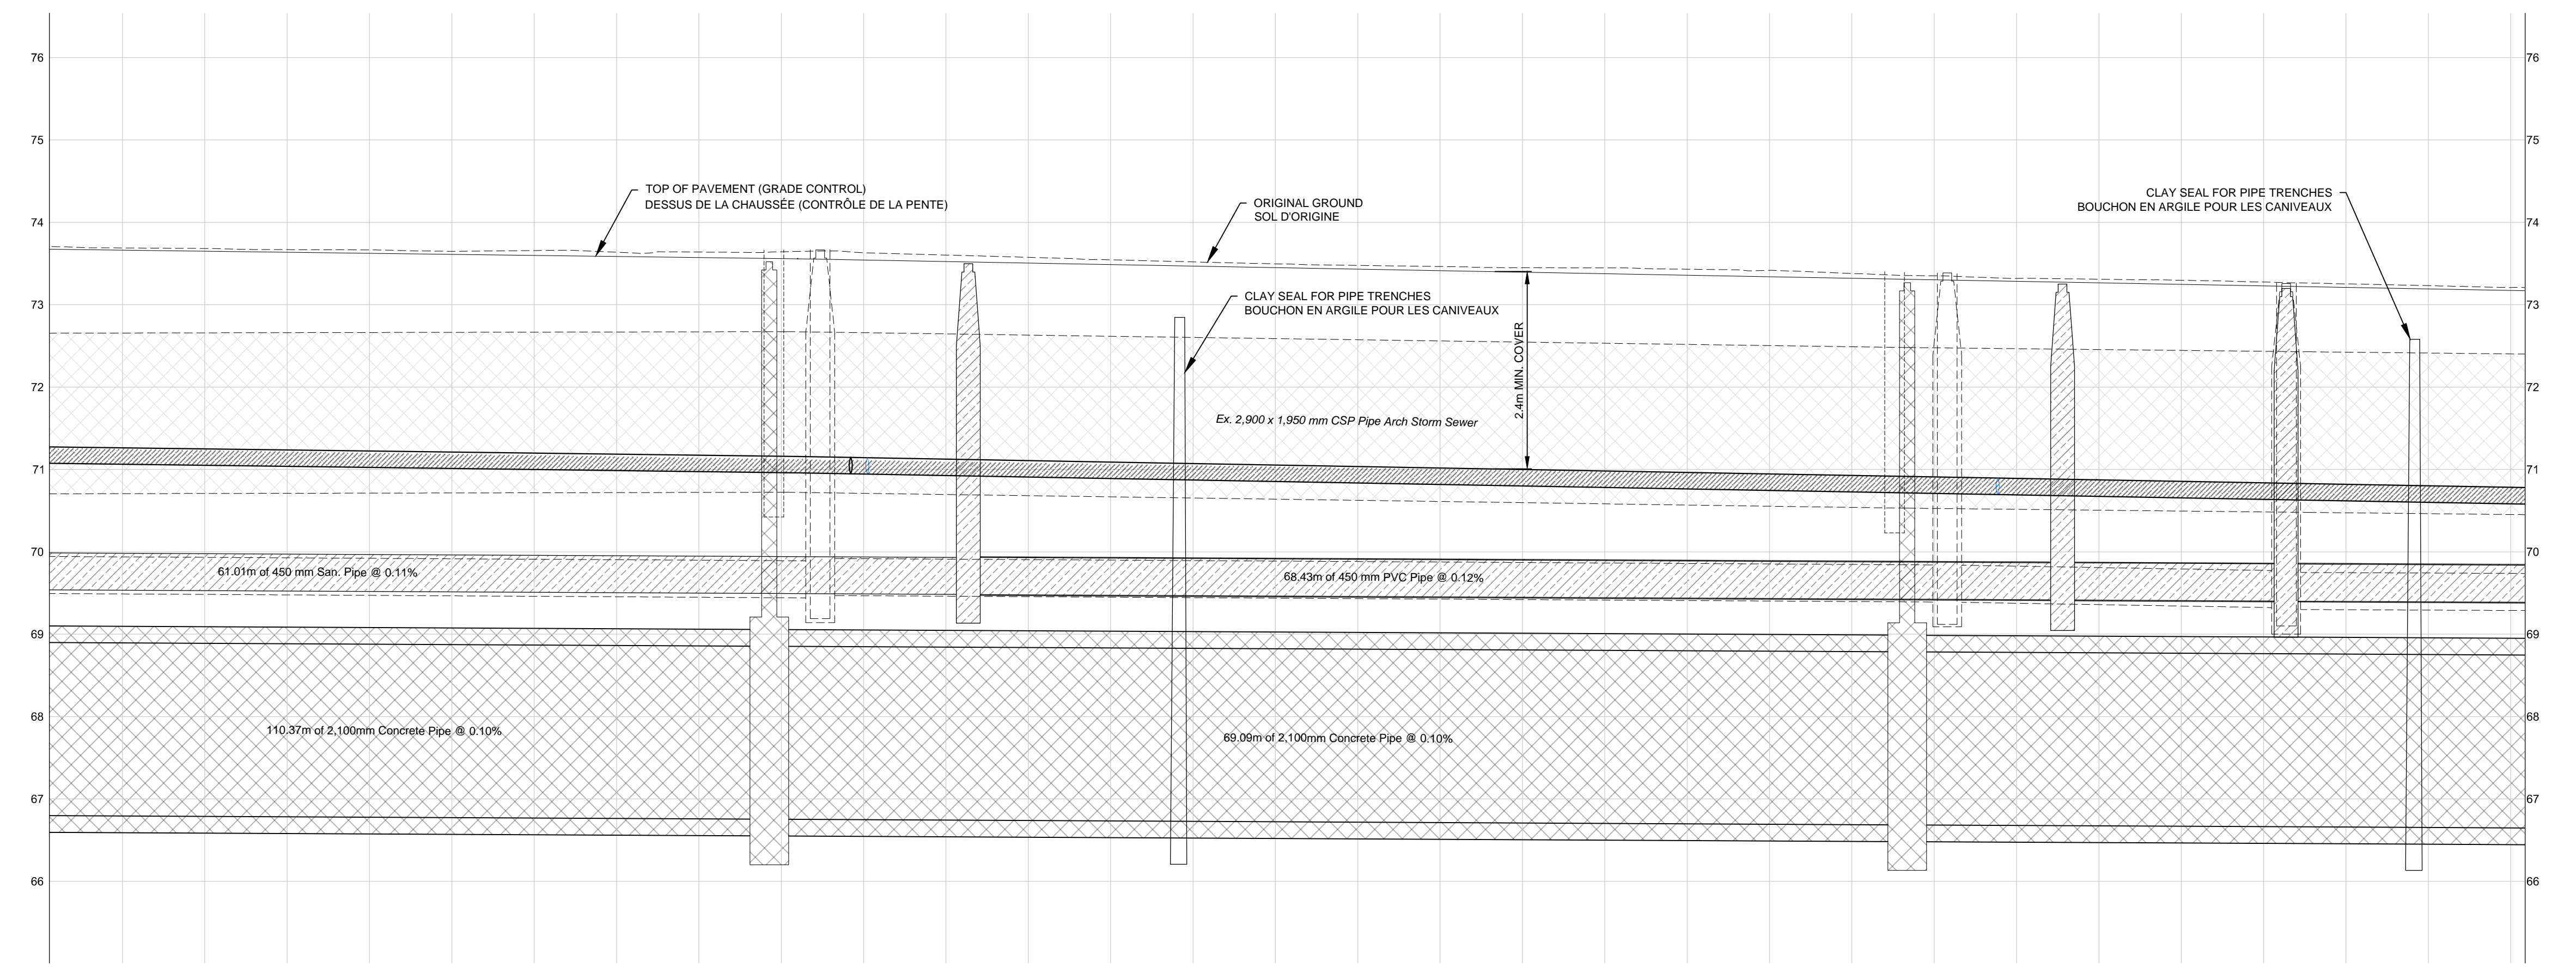 76
76
75
75
TOP OF PAVEMENT (GRADE CONTROL)
DESSUS DE LA CHAUSSÉE (CONTRÔLE DE LA PENTE)
ORIGINAL GROUND
SOL D'ORIGINE
CLAY SEAL FOR PIPE TRENCHES
BOUCHON EN ARGILE POUR LES CANIVEAUX
74
74
73
73
CLAY SEAL FOR PIPE TRENCHES
BOUCHON EN ARGILE POUR LES CANIVEAUX
2.4m MIN. COVER
72
72
Ex. 2,900 x 1,950 mm CSP Pipe Arch Storm Sewer
71
71
70
70
61.01m of 450 mm San. Pipe @ 0.11%
68.43m of 450 mm PVC Pipe @ 0.12%
69
69
68
68
110.37m of 2,100mm Concrete Pipe @ 0.10%
69.09m of 2,100mm Concrete Pipe @ 0.10%
67
67
66
66